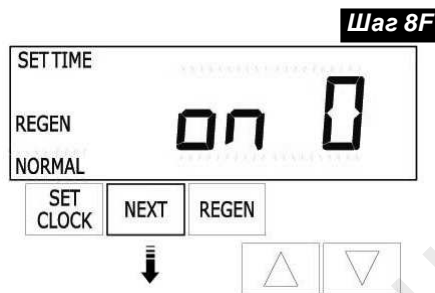 Шаг 8F
SET TIME
REGEN
on 0
NORMAL
SET
CLOCK
NEXT
REGEN